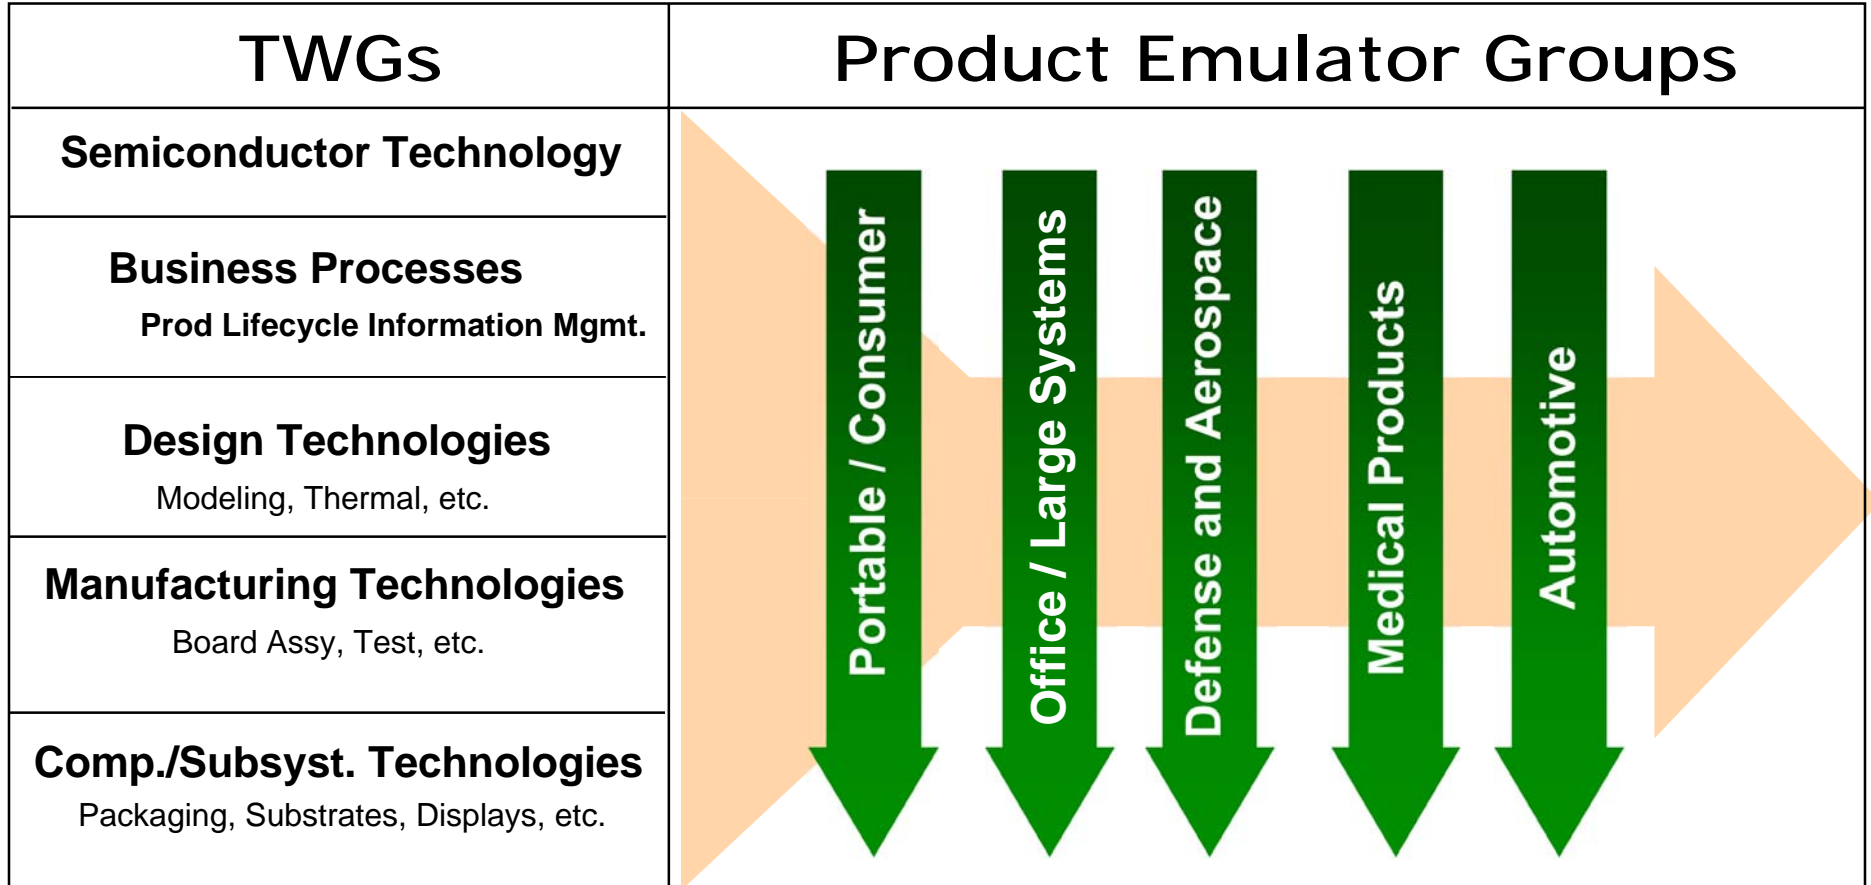 TWGs
Product Emulator Groups
Semiconductor Technology
Business Processes
Prod Lifecycle Information Mgmt.
Design Technologies
Modeling, Thermal, etc.
Manufacturing Technologies
Board Assy, Test, etc.
Comp./Subsyst. Technologies
Packaging, Substrates, Displays, etc.
Portable / Consumer
Office / Large Systems
Defense and Aerospace
Medical Products
Automotive